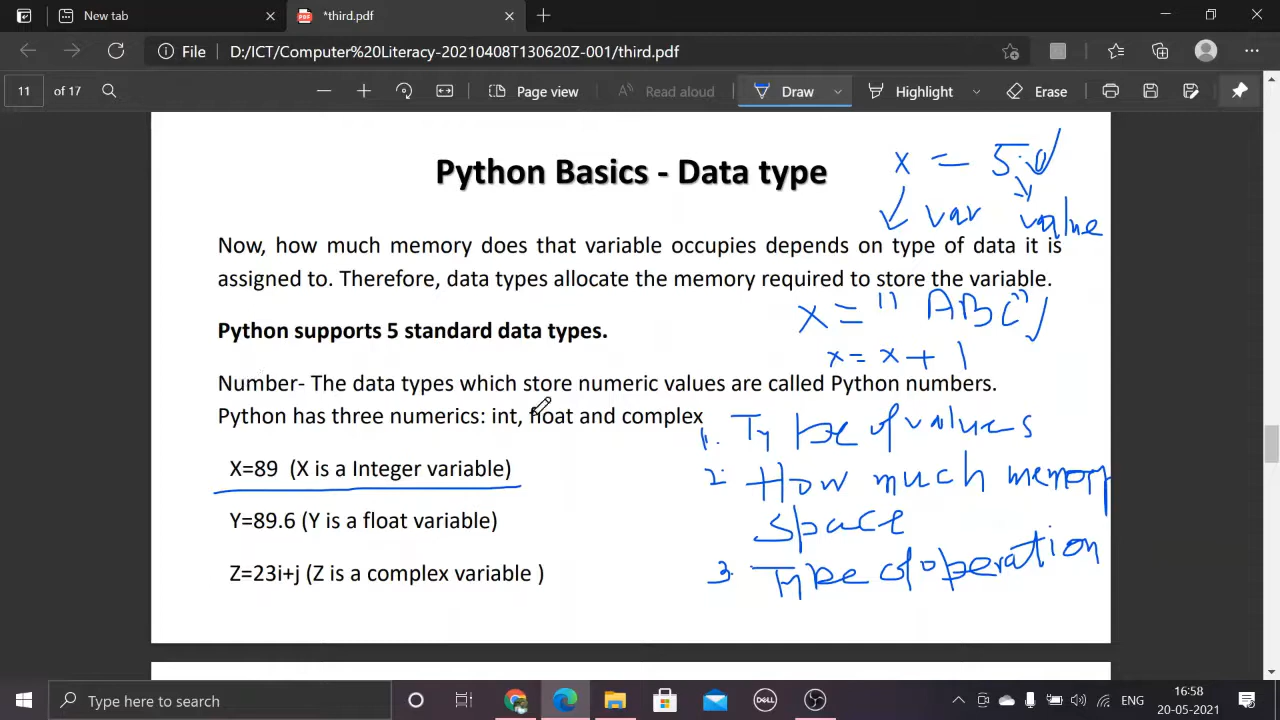 New tab
*third.pdf
File
D:/ICT/Computer%20Literacy-20210408T130620Z-001/third.pdf
11 of 17
Page view
Read aloud
Draw
Highlight
Erase
Python Basics - Data type
x = 5.0
var value
Now, how much memory does that variable occupies depends on type of data it is
assigned to. Therefore, data types allocate the memory required to store the variable.
x = "ABC"
Python supports 5 standard data types.
x = x + 1
Number- The data types which store numeric values are called Python numbers.
Python has three numerics: int, float and complex
1. Type of values
X=89 (X is a Integer variable)
2. How much memory
space
Y=89.6 (Y is a float variable)
3. Type of operation
Z=23i+j (Z is a complex variable )
Type here to search
DELL
ENG
16:58
20-05-2021